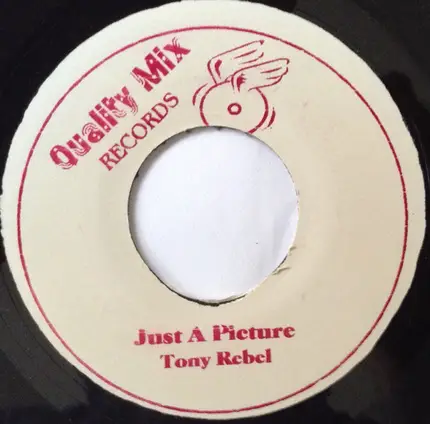 Quality Mix
RECORDS
Just A Picture
Tony Rebel